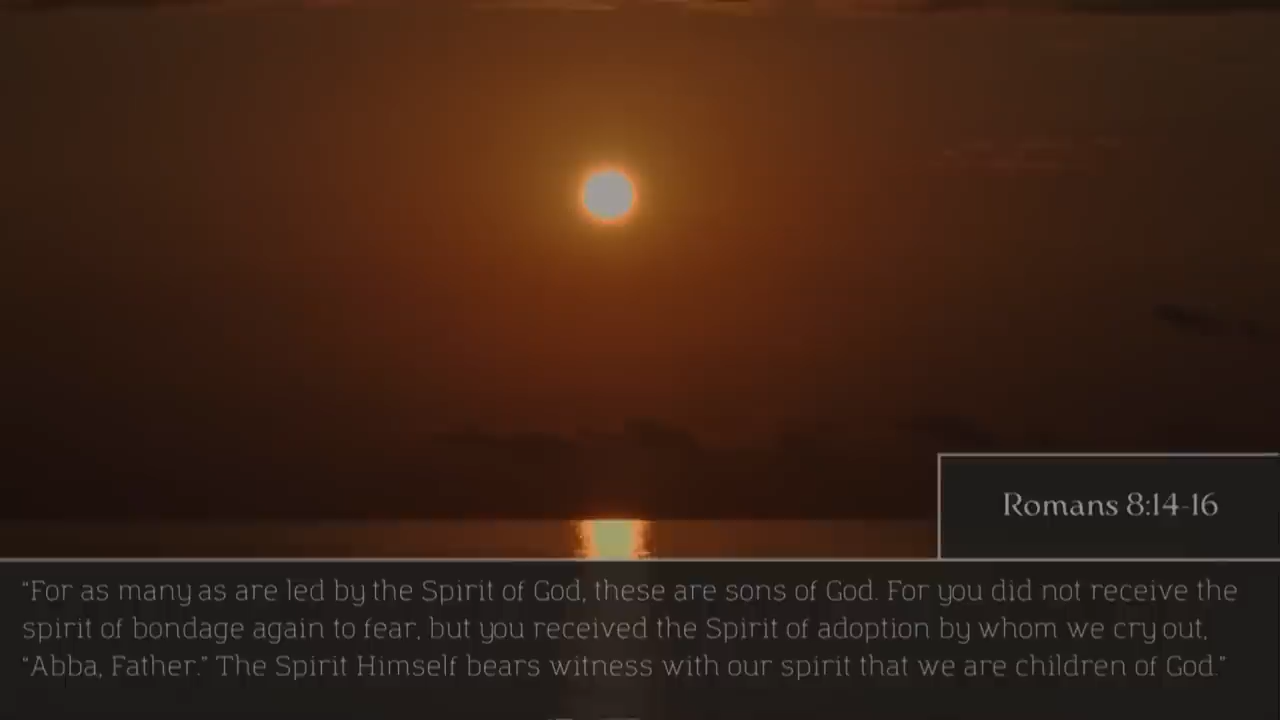 Romans 8:14-16
“For as many as are led by the Spirit of God, these are sons of God. For you did not receive the
spirit of bondage again to fear, but you received the Spirit of adoption by whom we cry out,
“Abba, Father.” The Spirit Himself bears witness with our spirit that we are children of God.”